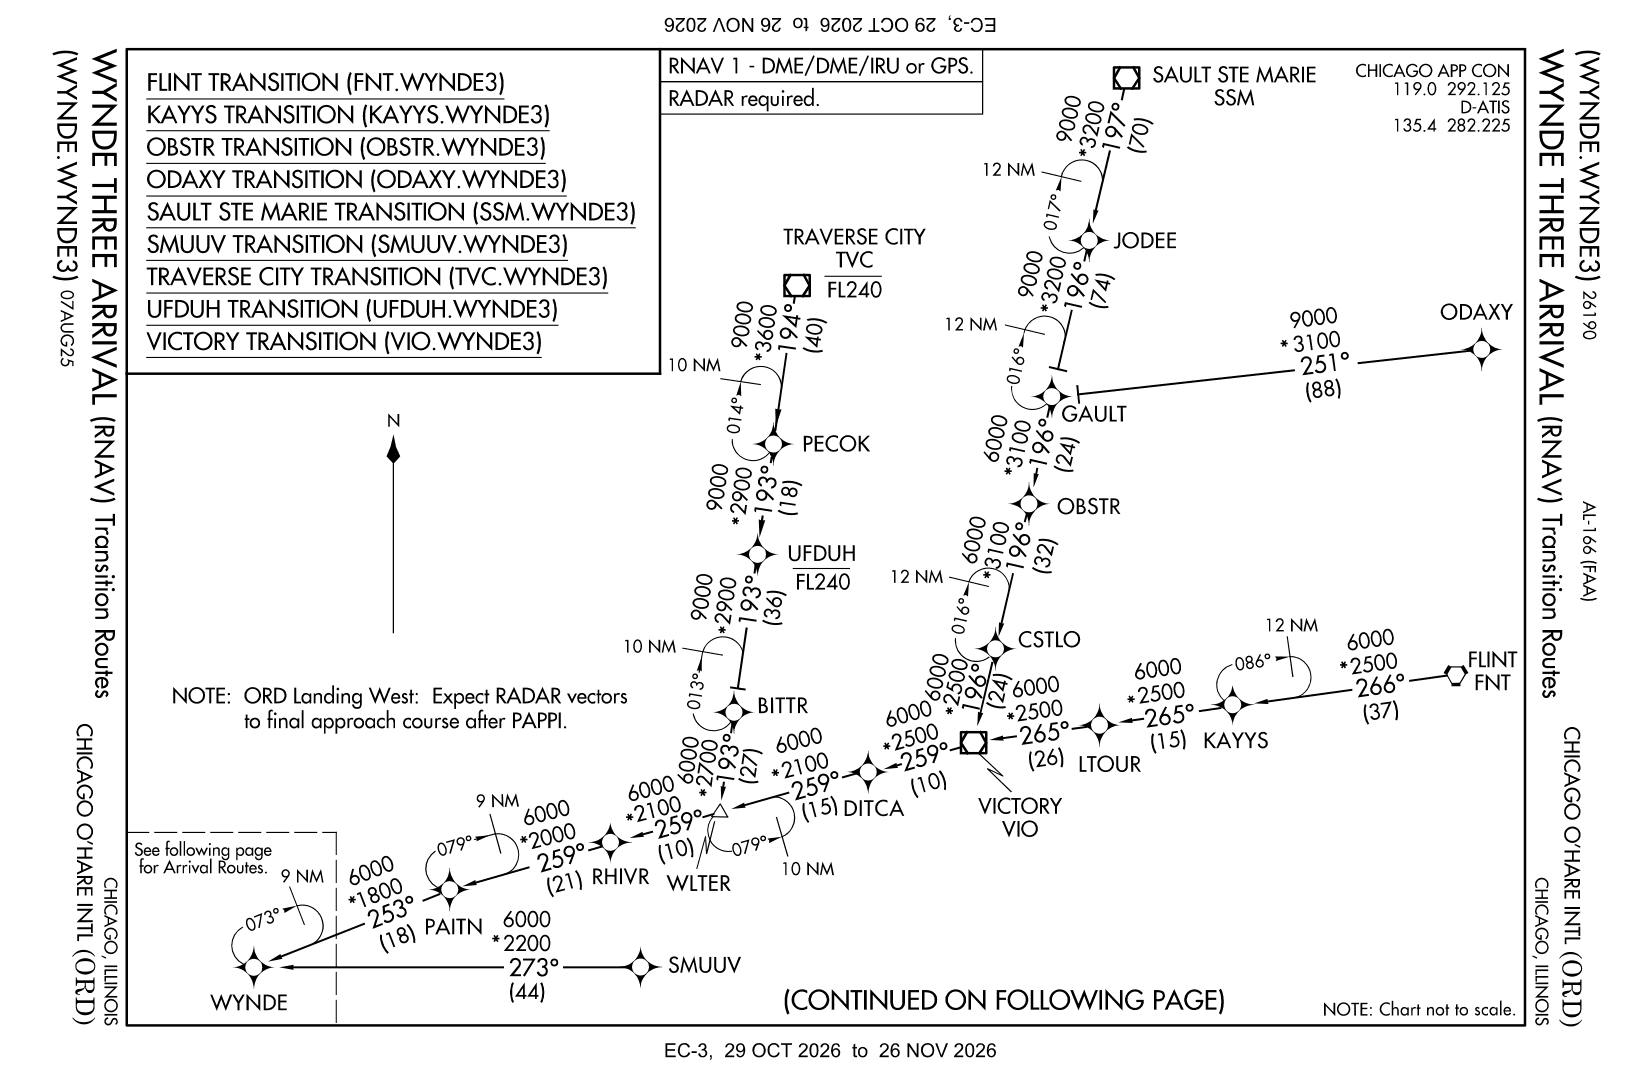 EC-3, 29 OCT 2026 to 26 NOV 2026
(WYNDE.WYNDE3) 07AUG25
WYNDE THREE ARRIVAL (RNAV) Transition Routes
CHICAGO O'HARE INTL (ORD)
CHICAGO, ILLINOIS
FLINT TRANSITION (FNT.WYNDE3)
KAYYS TRANSITION (KAYYS.WYNDE3)
OBSTR TRANSITION (OBSTR.WYNDE3)
ODAXY TRANSITION (ODAXY.WYNDE3)
SAULT STE MARIE TRANSITION (SSM.WYNDE3)
SMUUV TRANSITION (SMUUV.WYNDE3)
TRAVERSE CITY TRANSITION (TVC.WYNDE3)
UFDUH TRANSITION (UFDUH.WYNDE3)
VICTORY TRANSITION (VIO.WYNDE3)
RNAV 1 - DME/DME/IRU or GPS.
RADAR required.
CHICAGO APP CON
119.0 292.125
D-ATIS
135.4 282.225
SAULT STE MARIE
SSM
9000
*3200
197°
(70)
12 NM
017°
JODEE
9000
*3200
196°
(74)
12 NM
016°
GAULT
ODAXY
9000
*3100
251°
(88)
6000
*3100
196°
(24)
OBSTR
6000
*3100
196°
(32)
12 NM
016°
CSTLO
6000
*2500
196°
(24)
TRAVERSE CITY
TVC
FL240
9000
*3600
194°
(40)
10 NM
014°
PECOK
9000
*2900
193°
(18)
UFDUH
FL240
9000
*2900
193°
(36)
10 NM
013°
BITTR
6000
*2700
193°
(27)
N
NOTE: ORD Landing West: Expect RADAR vectors
to final approach course after PAPPI.
FLINT
FNT
6000
*2500
266°
(37)
12 NM
086°
KAYYS
6000
*2500
265°
(15)
LTOUR
6000
*2500
265°
(26)
VICTORY
VIO
6000
*2500
259°
(10)
DITCA
6000
*2100
259°
(15)
079°
10 NM
WLTER
6000
*2100
259°
(10)
RHIVR
6000
*2000
259°
(21)
9 NM
079°
PAITN
6000
*1800
253°
(18)
See following page
for Arrival Routes.
9 NM
073°
WYNDE
6000
*2200
273°
(44)
SMUUV
(CONTINUED ON FOLLOWING PAGE)
NOTE: Chart not to scale.
WYNDE THREE ARRIVAL (RNAV) Transition Routes
(WYNDE.WYNDE3) 26190
AL-166 (FAA)
CHICAGO O'HARE INTL (ORD)
CHICAGO, ILLINOIS
EC-3, 29 OCT 2026 to 26 NOV 2026